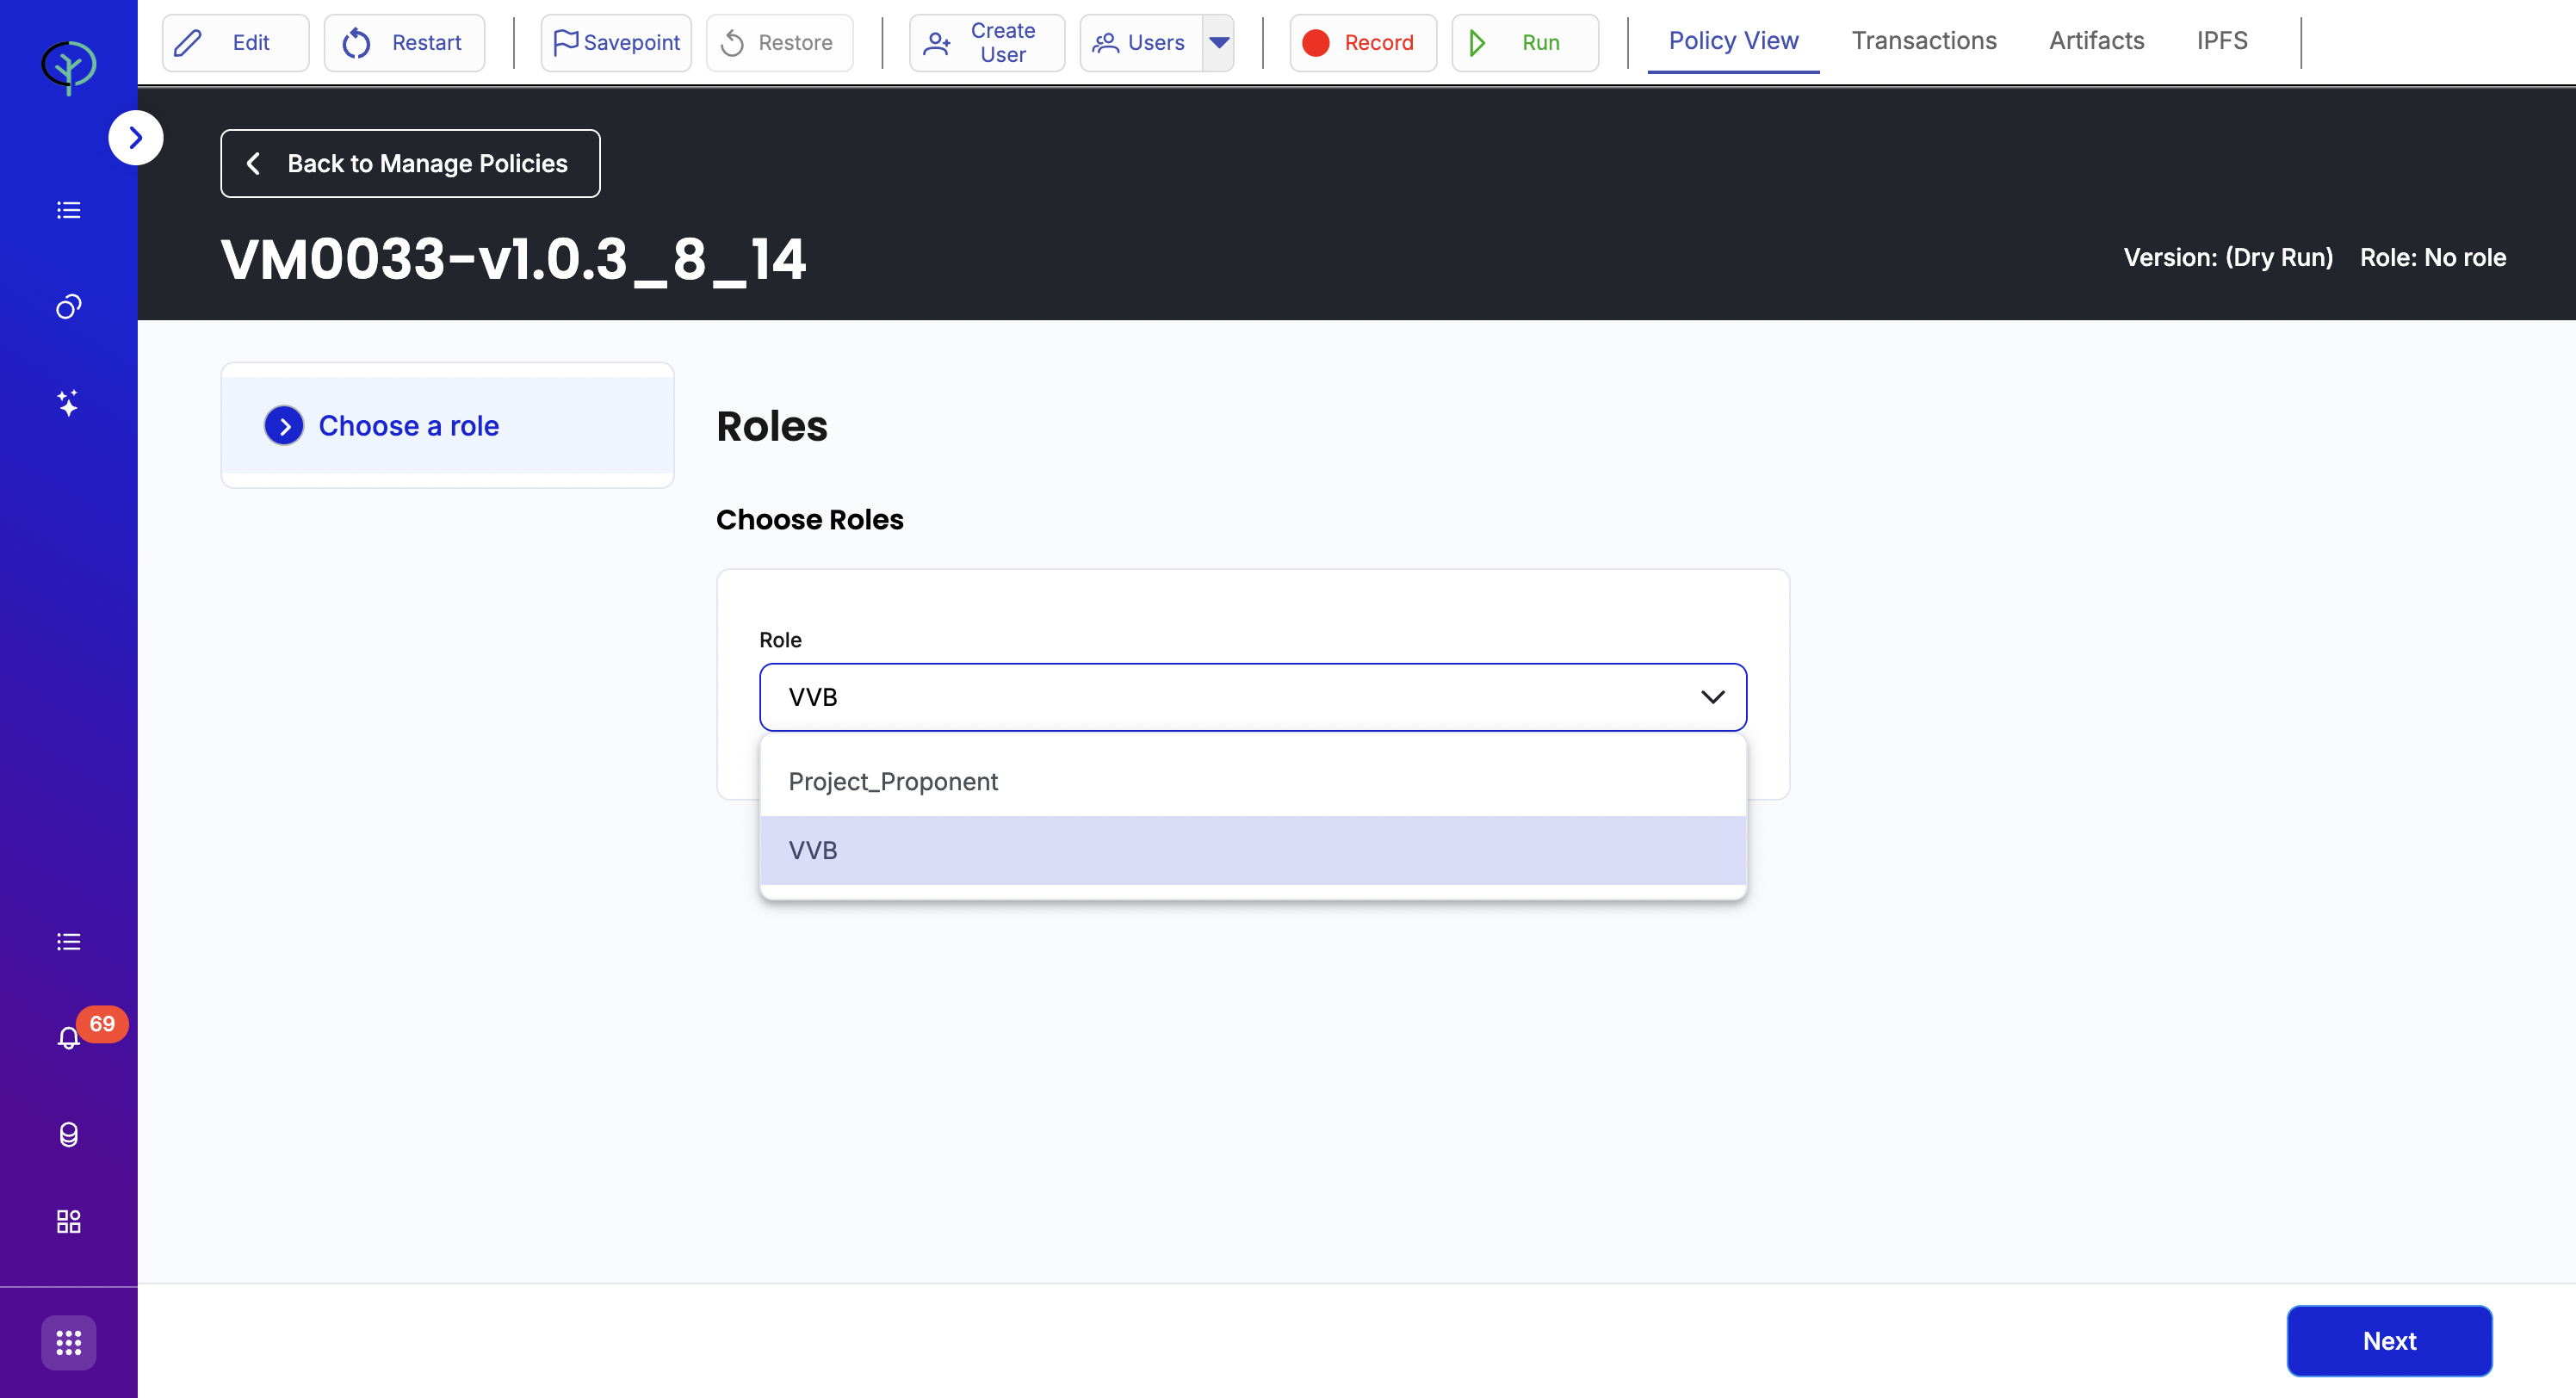 Edit
Restart
Savepoint
Restore
Create
User
Users
Record
Run
Policy View
Transactions
Artifacts
IPFS
Back to Manage Policies
VM0033-v1.0.3_8_14
Version: (Dry Run)
Role: No role
Choose a role
Roles
Choose Roles
Role
VVB
Project_Proponent
VVB
69
Next